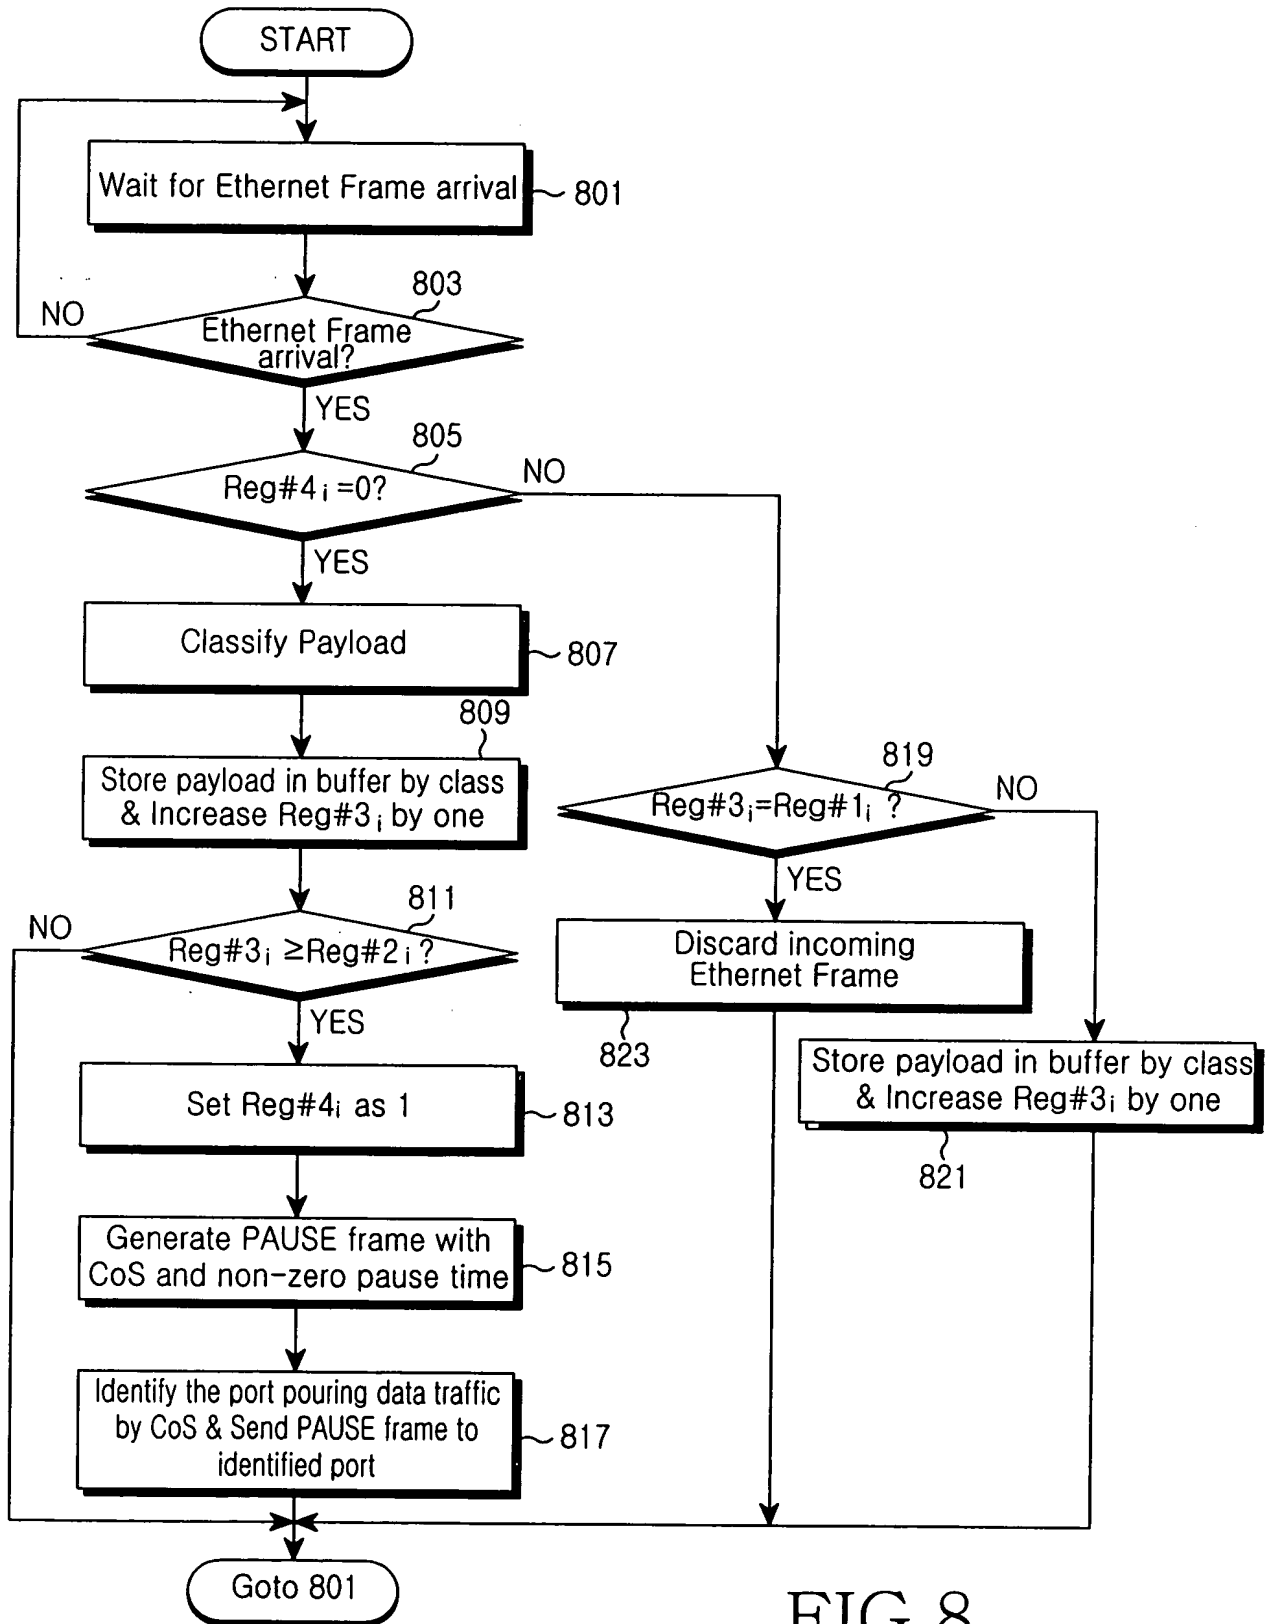 START
Wait for Ethernet Frame arrival
801
803
NO
Ethernet Frame
arrival?
YES
805
NO
Reg#4i=0?
YES
Classify Payload
807
809
Store payload in buffer by class
& Increase Reg#3i by one
819
NO
Reg#3i=Reg#1i ?
YES
811
NO
Reg#3i ≥Reg#2i?
YES
Discard incoming
Ethernet Frame
823
Store payload in buffer by class
& Increase Reg#3i by one
821
Set Reg#4i as 1
813
Generate PAUSE frame with
CoS and non-zero pause time
815
Identify the port pouring data traffic
by CoS & Send PAUSE frame to
identified port
817
Goto 801
FIG.8